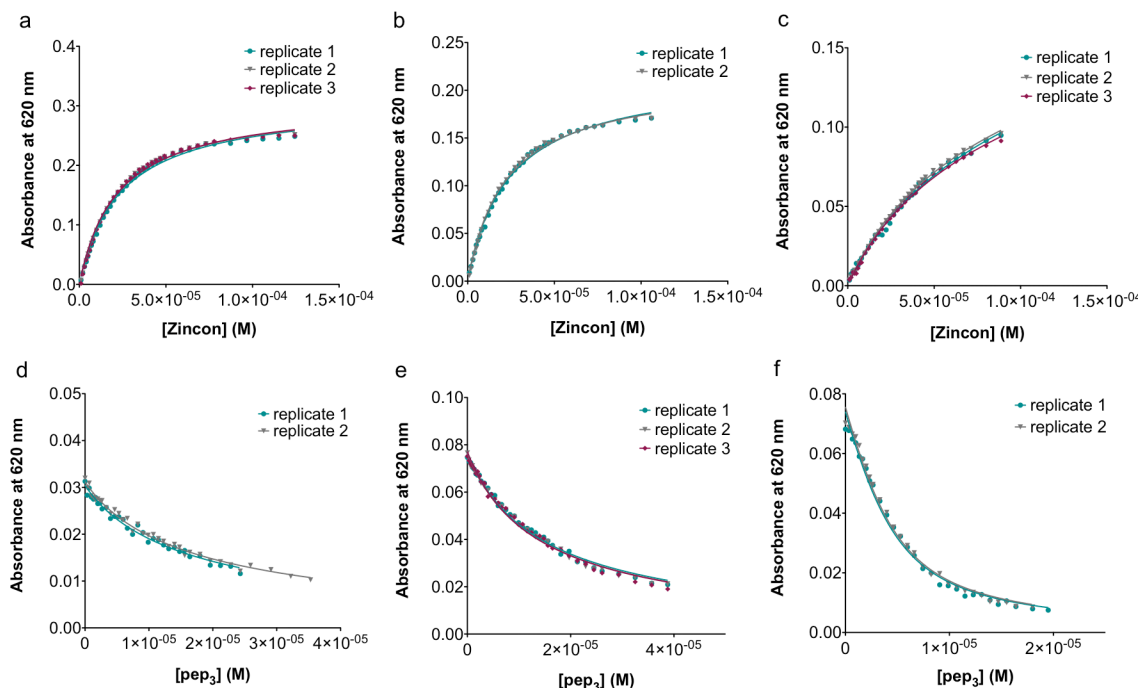 a
Absorbance at 620 nm
0.4
0.3
0.2
0.1
0.0
0.0
5.0×10⁻⁰⁵
1.0×10⁻⁰⁴
1.5×10⁻⁰⁴
[Zincon] (M)
replicate 1
replicate 2
replicate 3
b
Absorbance at 620 nm
0.25
0.20
0.15
0.10
0.05
0.00
0.0
5.0×10⁻⁰⁵
1.0×10⁻⁰⁴
1.5×10⁻⁰⁴
[Zincon] (M)
replicate 1
replicate 2
c
Absorbance at 620 nm
0.15
0.10
0.05
0.00
0.0
5.0×10⁻⁰⁵
1.0×10⁻⁰⁴
1.5×10⁻⁰⁴
[Zincon] (M)
replicate 1
replicate 2
replicate 3
d
Absorbance at 620 nm
0.05
0.04
0.03
0.02
0.01
0.00
0
1×10⁻⁰⁵
2×10⁻⁰⁵
3×10⁻⁰⁵
4×10⁻⁰⁵
[pep₃] (M)
replicate 1
replicate 2
e
Absorbance at 620 nm
0.10
0.08
0.06
0.04
0.02
0.00
0
2×10⁻⁰⁵
4×10⁻⁰⁵
[pep₃] (M)
replicate 1
replicate 2
replicate 3
f
Absorbance at 620 nm
0.08
0.06
0.04
0.02
0.00
0
1×10⁻⁰⁵
2×10⁻⁰⁵
[pep₃] (M)
replicate 1
replicate 2